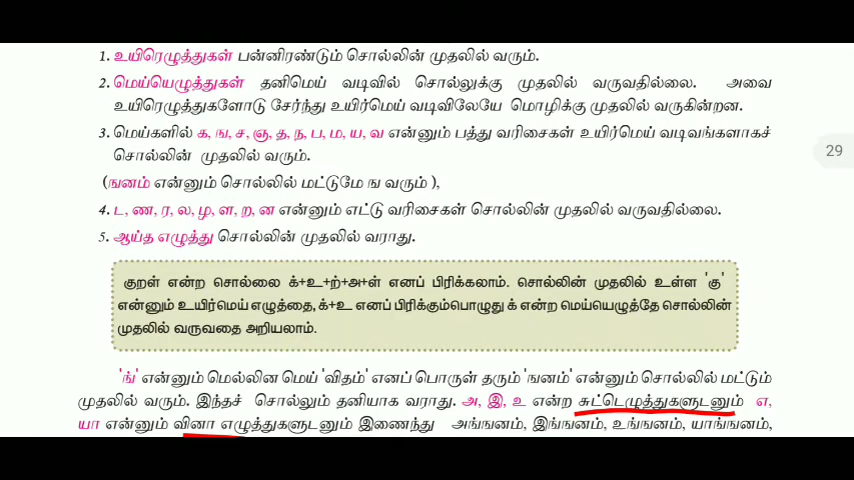 1. உயிரெழுத்துகள் பன்னிரண்டும் சொல்லின் முதலில் வரும்.
2. மெய்யெழுத்துகள் தனிமெய் வடிவில் சொல்லுக்கு முதலில் வருவதில்லை. அவை
உயிரெழுத்துகளோடு சேர்ந்து உயிர்மெய் வடிவிலேயே மொழிக்கு முதலில் வருகின்றன.
3. மெய்களில் க, ங, ச, ஞ, த, ந, ப, ம, ய, வ என்னும் பத்து வரிசைகள் உயிர்மெய் வடிவங்களாகச்
சொல்லின் முதலில் வரும்.
(ஙனம் என்னும் சொல்லில் மட்டுமே ங வரும் ),
4. ட, ண, ர, ல, ழ, ள, ற, ன என்னும் எட்டு வரிசைகள் சொல்லின் முதலில் வருவதில்லை.
5. ஆய்த எழுத்து சொல்லின் முதலில் வராது.
29
குறள் என்ற சொல்லை க்+உ+ற்+அ+ள் எனப் பிரிக்கலாம். சொல்லின் முதலில் உள்ள 'கு'
என்னும் உயிர்மெய் எழுத்தை, க்+உ எனப் பிரிக்கும்பொழுது க் என்ற மெய்யெழுத்தே சொல்லின்
முதலில் வருவதை அறியலாம்.
'ங்' என்னும் மெல்லின மெய் 'விதம்' எனப் பொருள் தரும் 'ஙனம்' என்னும் சொல்லில் மட்டும்
முதலில் வரும். இந்தச் சொல்லும் தனியாக வராது. அ, இ, உ என்ற சுட்டெழுத்துகளுடனும் எ,
யா என்னும் வினா எழுத்துகளுடனும் இணைந்து அங்ஙனம், இங்ஙனம், உங்ஙனம், யாங்ஙனம்,